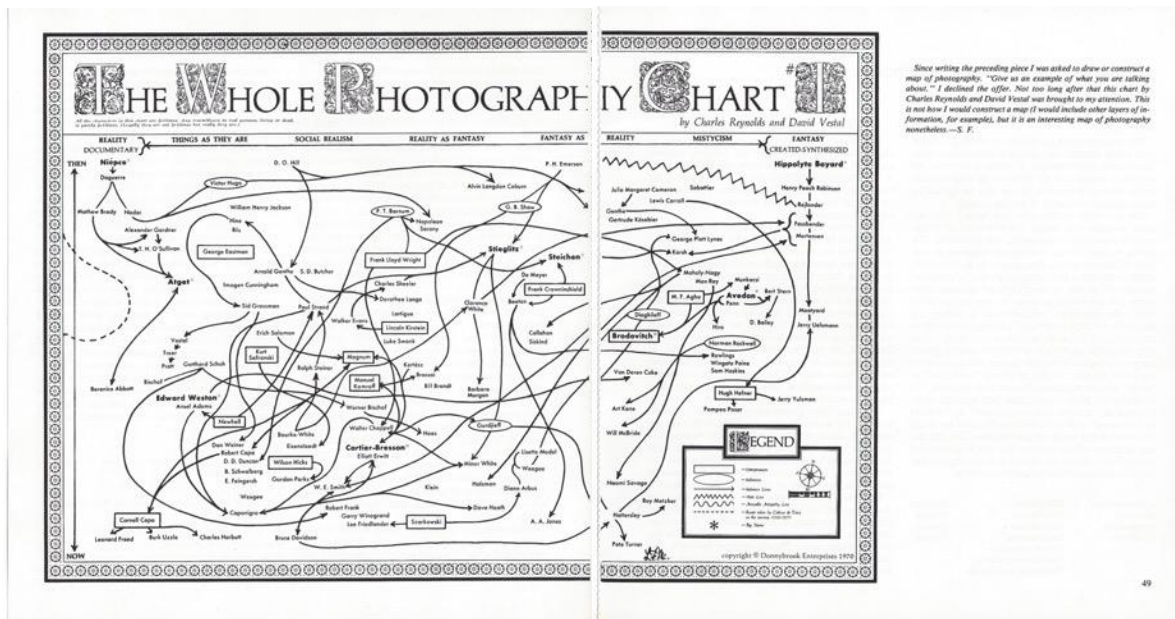 THE WHOLE PHOTOGRAPHY CHART #1
by Charles Reynolds and David Vestal
REALITY
DOCUMENTARY
THINGS AS THEY ARE
SOCIAL REALISM
REALITY AS FANTASY
FANTASY AS REALITY
MISTYCISM
FANTASY
CREATED-SYNTHESIZED
THEN
Niépce*
Daguerre
D. O. Hill
P. H. Emerson
Hippolyte Bayard*
Victor Hugo
Alvin Langdon Coburn
Julia Margaret Cameron
Sabattier
Henry Peach Robinson
Lewis Carroll
Rejlander
Mathew Brady
Nadar
William Henry Jackson
P. T. Barnum
Napoleon
Sarony
G. B. Shaw
Genthe
Gertrude Käsebier
Hine
Riis
Alexander Gardner
T. H. O'Sullivan
George Eastman
Stieglitz*
Steichen*
George Platt Lynes
Karsh
Mortensen
Frank Lloyd Wright
Atget*
Arnold Genthe
S. D. Butcher
Imogen Cunningham
Charles Sheeler
De Meyer
Frank Crowninshield
Moholy-Nagy
Man Ray
Munkacsi
Avedon*
Penn
Bert Stern
M. F. Agha
Dorothea Lange
Beaton
Sid Grossman
Paul Strand
Lartigue
Clarence
White
Diaghileff
Walker Evans
Lincoln Kirstein
Hiro
D. Bailey
Jerry Uelsmann
Erich Salomon
Luke Swank
Callahan
Siskind
Brodovitch*
Norman Rockwell
Vestal
Kurt
Safranski
Magnum
Rawlings
Wingate Paine
Sam Haskins
Pratt
Gotthard Schuh
Ralph Steiner
Kertész
Brassai
Van Deren Coke
Berenice Abbott
Bischof
Manuel
Komroff
Bill Brandt
Barbara
Morgan
Hugh Hefner
Jerry Yulsman
Edward Weston*
Ansel Adams
Werner Bischof
Art Kane
Pompeo Posar
Newhall
Walter Chappell
Haas
Gurdjieff
Will McBride
Bourke-White
Eisenstaedt
Dan Weiner
Robert Capa
D. D. Duncan
Cartier-Bresson*
Elliott Erwitt
Lisette Model
Weegee
LEGEND
B. Schwalberg
E. Feingersh
Wilson Hicks
Gordon Parks
Minor White
Halsman
Diane Arbus
Naomi Savage
Weegee
W. E. Smith
Klein
Caponigro
Robert Frank
Garry Winogrand
Lee Friedlander
Dave Heath
Szarkowski
A. A. Jones
Hattersley
Ray Metzker
Cornell Capa
Leonard Freed
Burk Uzzle
Charles Harbutt
Bruce Davidson
Pete Turner
NOW
copyright © Donnybrook Enterprises 1970
Since writing the preceding piece I was asked to draw or construct a
map of photography. "Give us an example of what you are talking
about." I declined the offer. Not too long after that this chart by
Charles Reynolds and David Vestal was brought to my attention. This
is not how I would construct a map (I would include other layers of in-
formation, for example), but it is an interesting map of photography
nonetheless.—S. F.
49